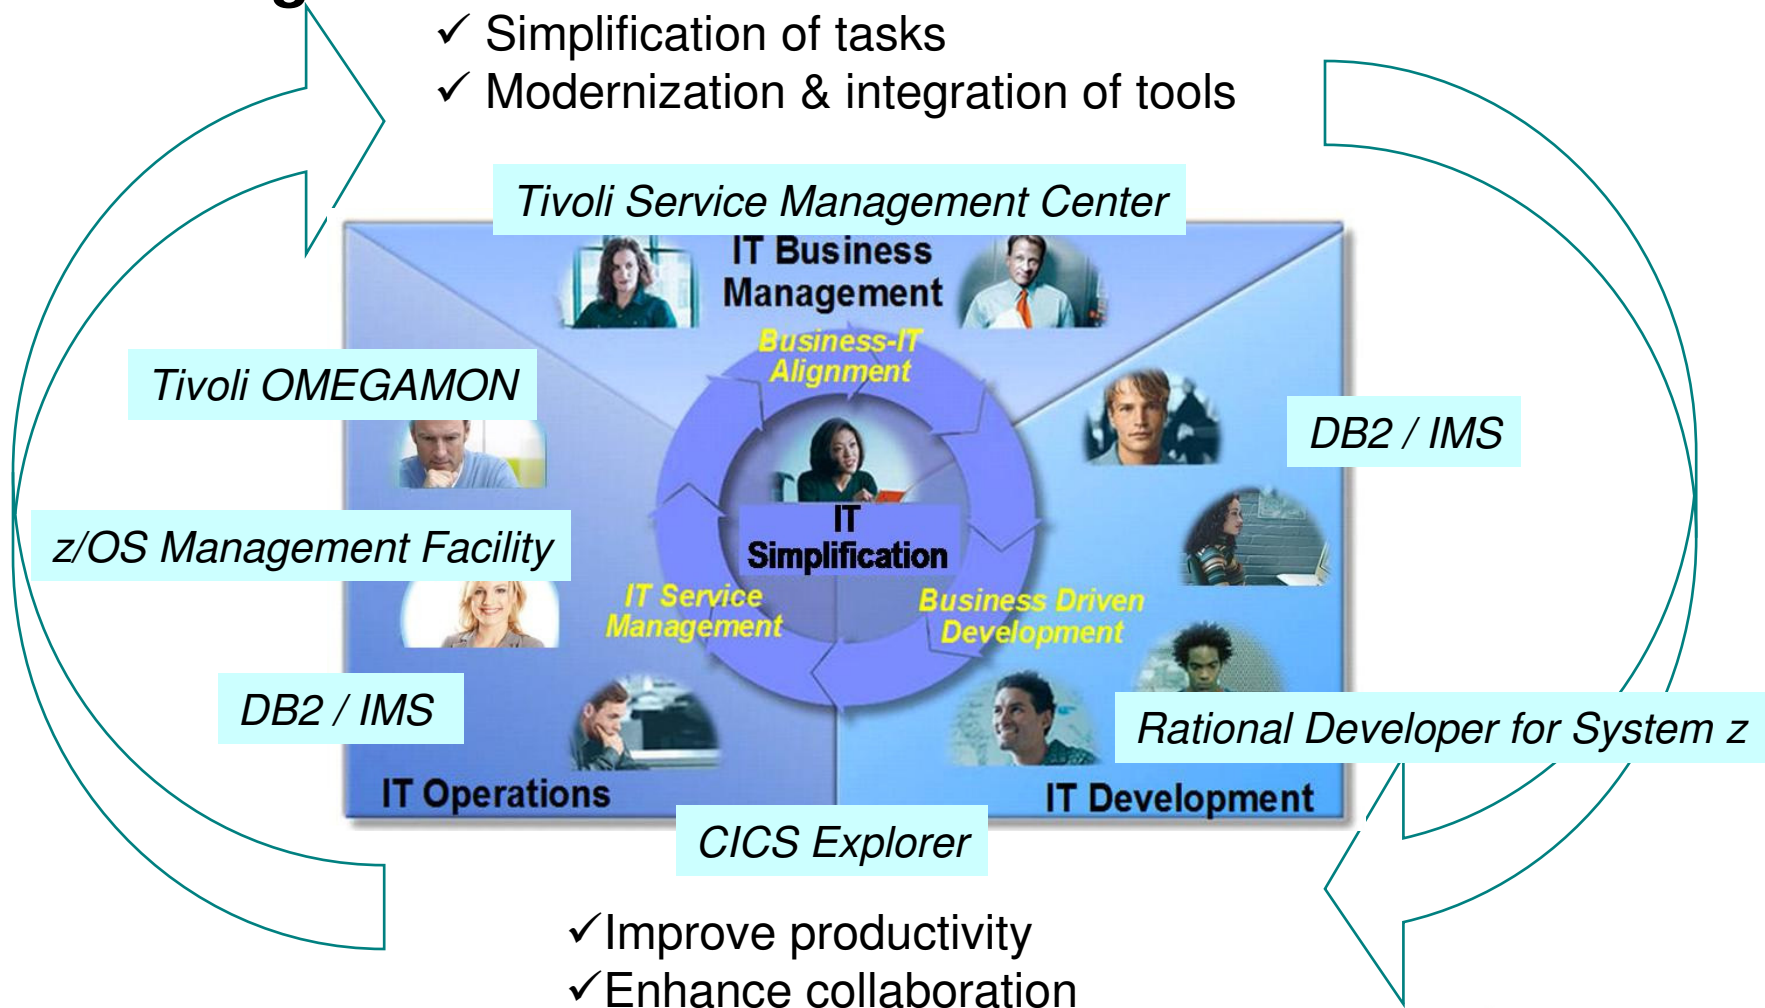 ✓ Simplification of tasks
✓ Modernization & integration of tools
Tivoli Service Management Center
IT Business
Management
Business-IT
Alignment
Tivoli OMEGAMON
DB2 / IMS
z/OS Management Facility
IT
Simplification
IT Service
Management
Business Driven
Development
DB2 / IMS
Rational Developer for System z
IT Operations
IT Development
CICS Explorer
✓Improve productivity
✓Enhance collaboration